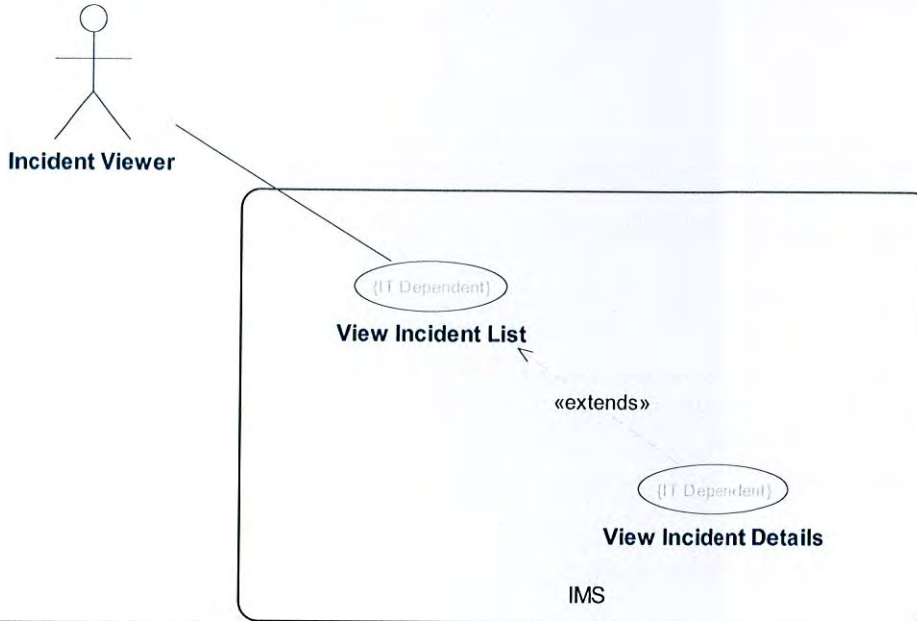 Incident Viewer
{IT Dependent}
View Incident List
«extends»
{IT Dependent}
View Incident Details
IMS